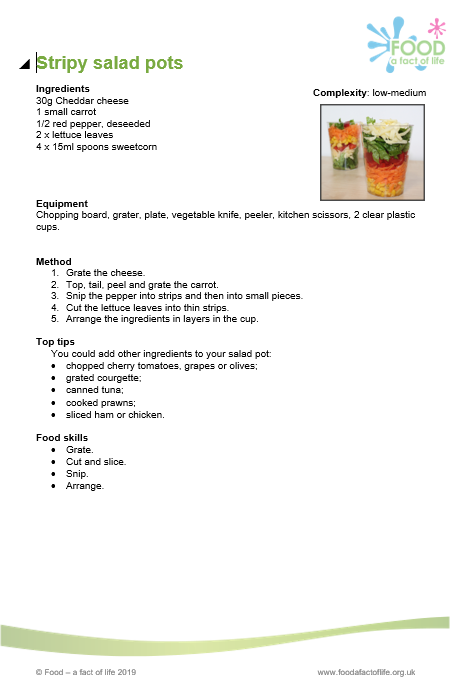 FOOD
a fact of life
Stripy salad pots
Ingredients
30g Cheddar cheese
1 small carrot
1/2 red pepper, deseeded
2 x lettuce leaves
4 x 15ml spoons sweetcorn
Complexity: low-medium
Equipment
Chopping board, grater, plate, vegetable knife, peeler, kitchen scissors, 2 clear plastic
cups.
Method
1. Grate the cheese.
2. Top, tail, peel and grate the carrot.
3. Snip the pepper into strips and then into small pieces.
4. Cut the lettuce leaves into thin strips.
5. Arrange the ingredients in layers in the cup.
Top tips
You could add other ingredients to your salad pot:
• chopped cherry tomatoes, grapes or olives;
• grated courgette;
• canned tuna;
• cooked prawns;
• sliced ham or chicken.
Food skills
• Grate.
• Cut and slice.
• Snip.
• Arrange.
© Food – a fact of life 2019
www.foodafactoflife.org.uk